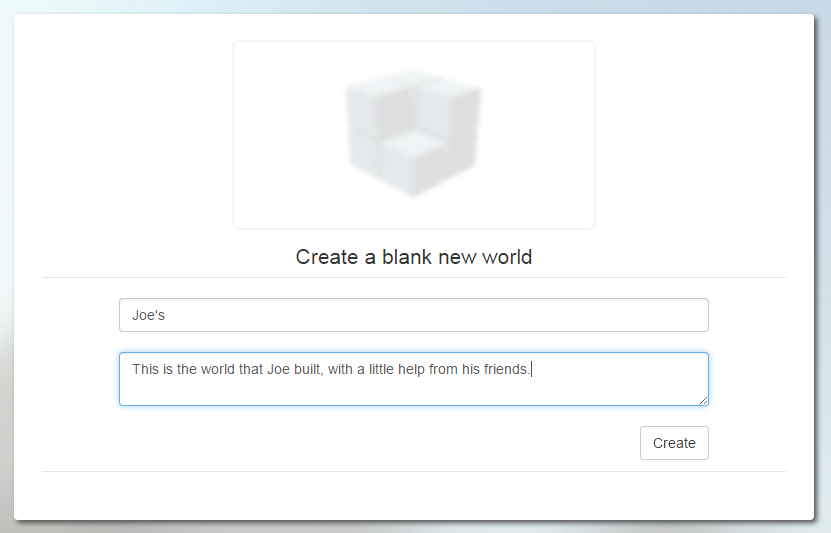 Create a blank new world
Joe's
This is the world that Joe built, with a little help from his friends.
Create